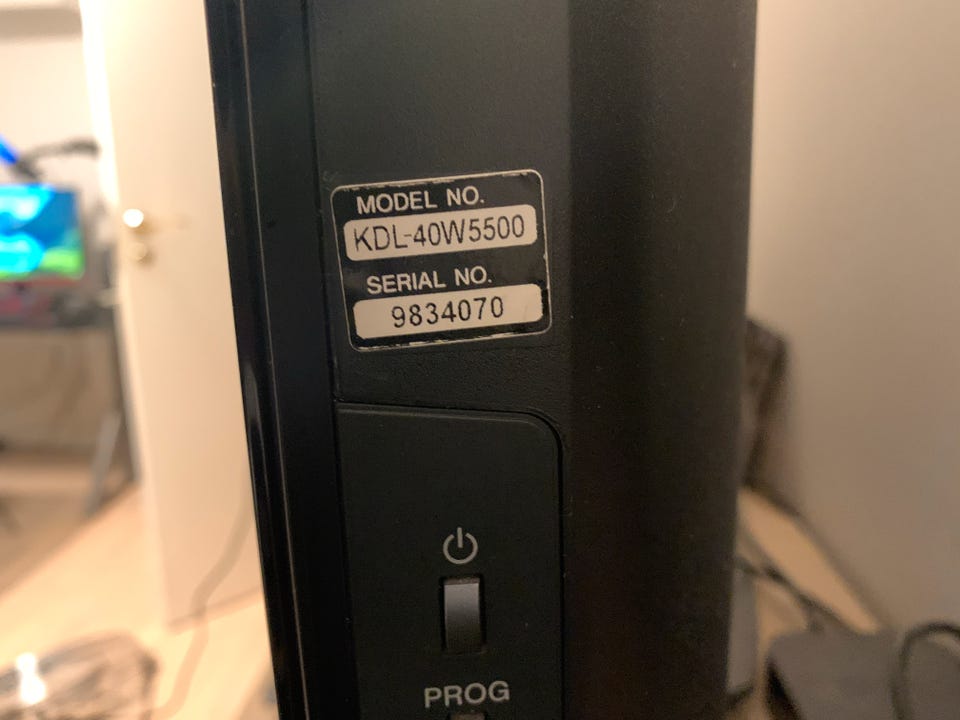 MODEL NO.
KDL-40W5500
SERIAL NO.
9834070
PROG